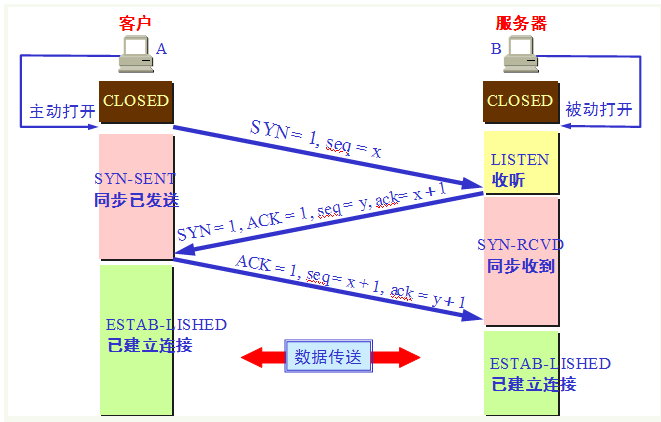 客户
服务器
A
B
主动打开
CLOSED
CLOSED
被动打开
SYN = 1, seq = x
LISTEN
收听
SYN-SENT
同步已发送
SYN = 1, ACK = 1, seq = y, ack= x + 1
SYN-RCVD
同步收到
ACK = 1, seq= x + 1, ack = y + 1
ESTAB-LISHED
已建立连接
数据传送
ESTAB-LISHED
已建立连接